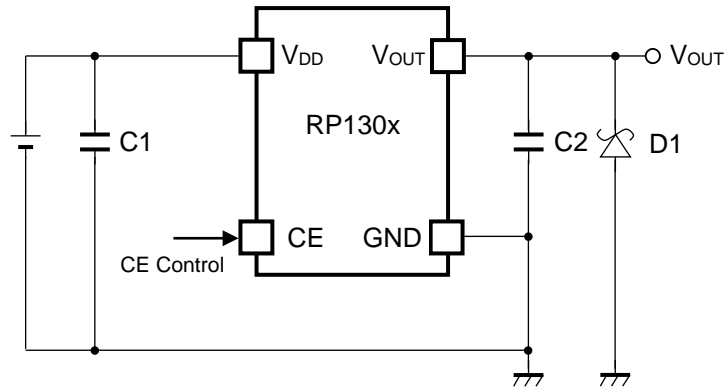 VDD
VOUT
VOUT
RP130x
C1
C2
D1
CE
GND
CE Control